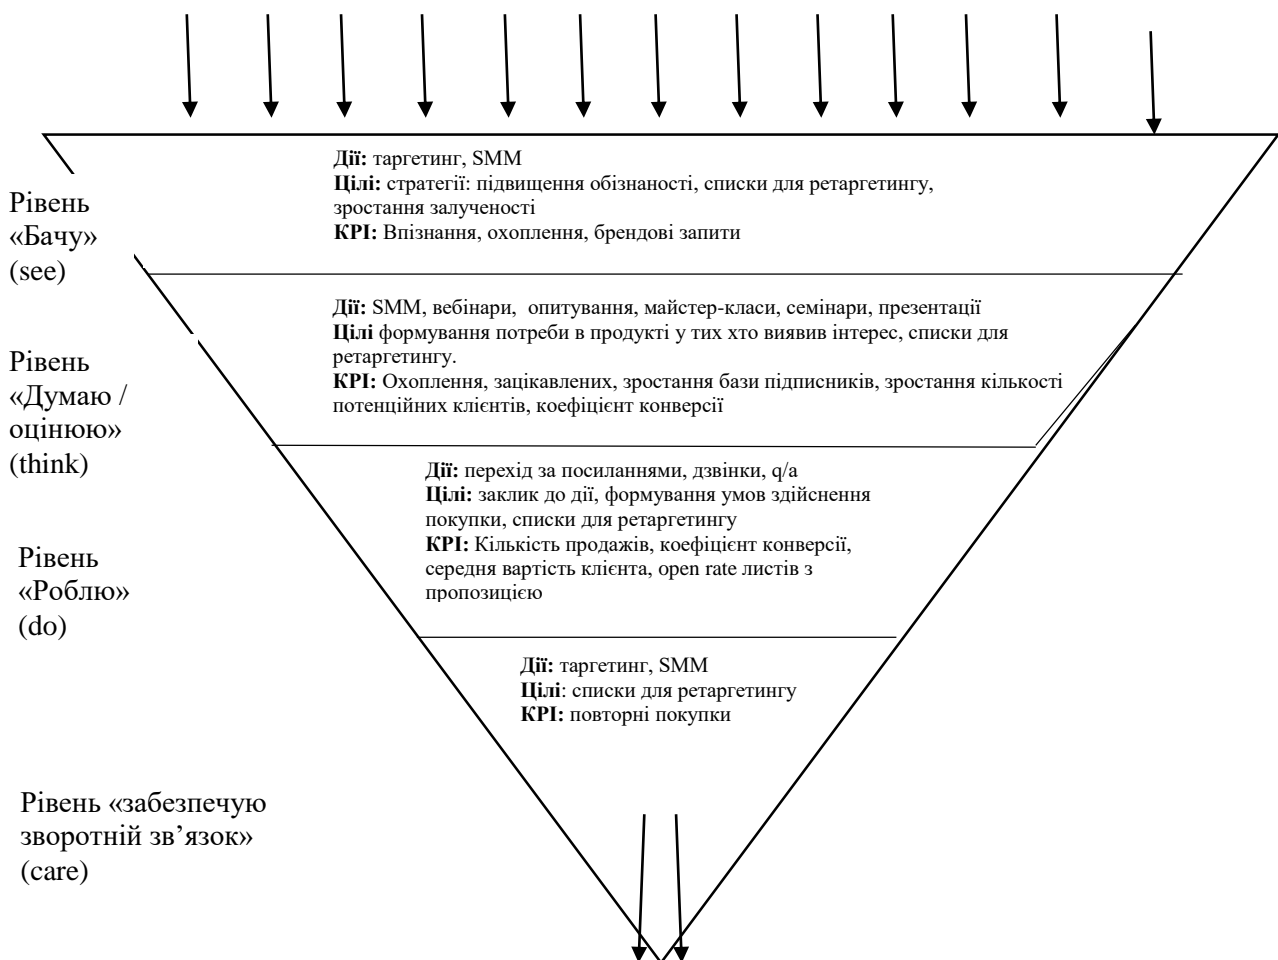 Дії: таргетинг, SMM
Цілі: стратегії: підвищення обізнаності, списки для ретаргетингу,
зростання залученості
КРІ: Впізнання, охоплення, брендові запити
Рівень
«Бачу»
(see)
Дії: SMM, вебінари,  опитування, майстер-класи, семінари, презентації
Цілі формування потреби в продукті у тих хто виявив інтерес, списки для
ретаргетингу.
КРІ: Охоплення, зацікавлених, зростання бази підписників, зростання кількості
потенційних клієнтів, коефіцієнт конверсії
Рівень
«Думаю /
оцінюю»
(think)
Дії: перехід за посиланнями, дзвінки, q/a
Цілі: заклик до дії, формування умов здійснення
покупки, списки для ретаргетингу
КРІ: Кількість продажів, коефіцієнт конверсії,
середня вартість клієнта, open rate листів з
пропозицією
Рівень
«Роблю»
(do)
Дії: таргетинг, SMM
Цілі: списки для ретаргетингу
КРІ: повторні покупки
Рівень «забезпечую
зворотній зв’язок»
(care)